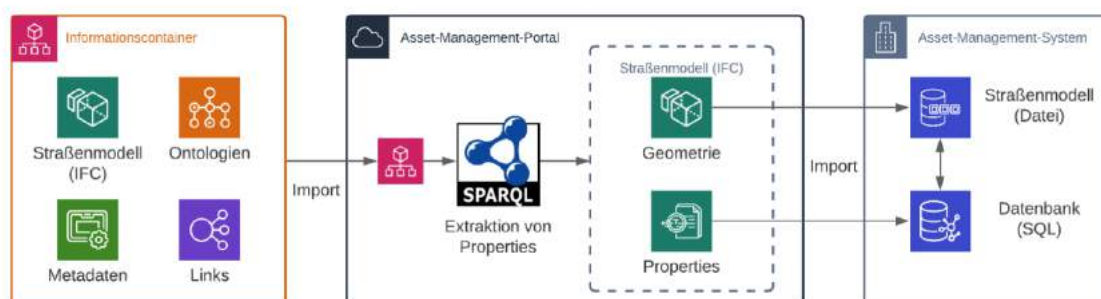 Informationscontainer
Straßenmodell
(IFC)
Ontologien
Metadaten
Links
Import
Asset-Management-Portal
SPARQL
Extraktion von
Properties
Straßenmodell (IFC)
Geometrie
Properties
Import
Asset-Management-System
Straßenmodell
(Datei)
Datenbank
(SQL)